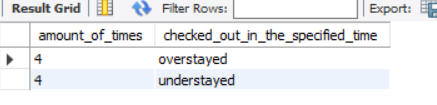 Result Grid Filter Rows: Export:
amount_of_times checked_out_in_the_specified_time
4 overstayed
4 understayed